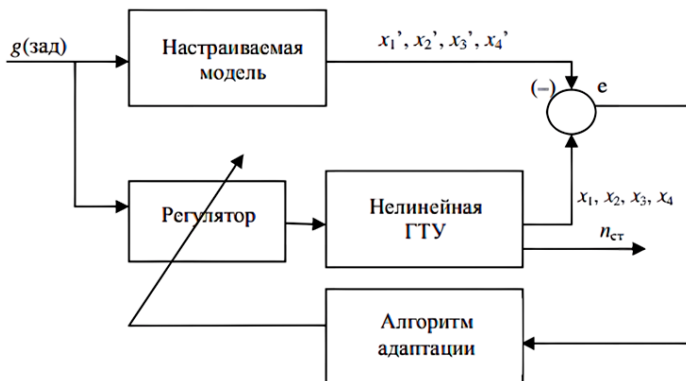 g(зад)
Настраиваемая
модель
x₁’, x₂’, x₃’, x₄’
(–)
e
Регулятор
Нелинейная
ГТУ
x₁, x₂, x₃, x₄
nст
Алгоритм
адаптации